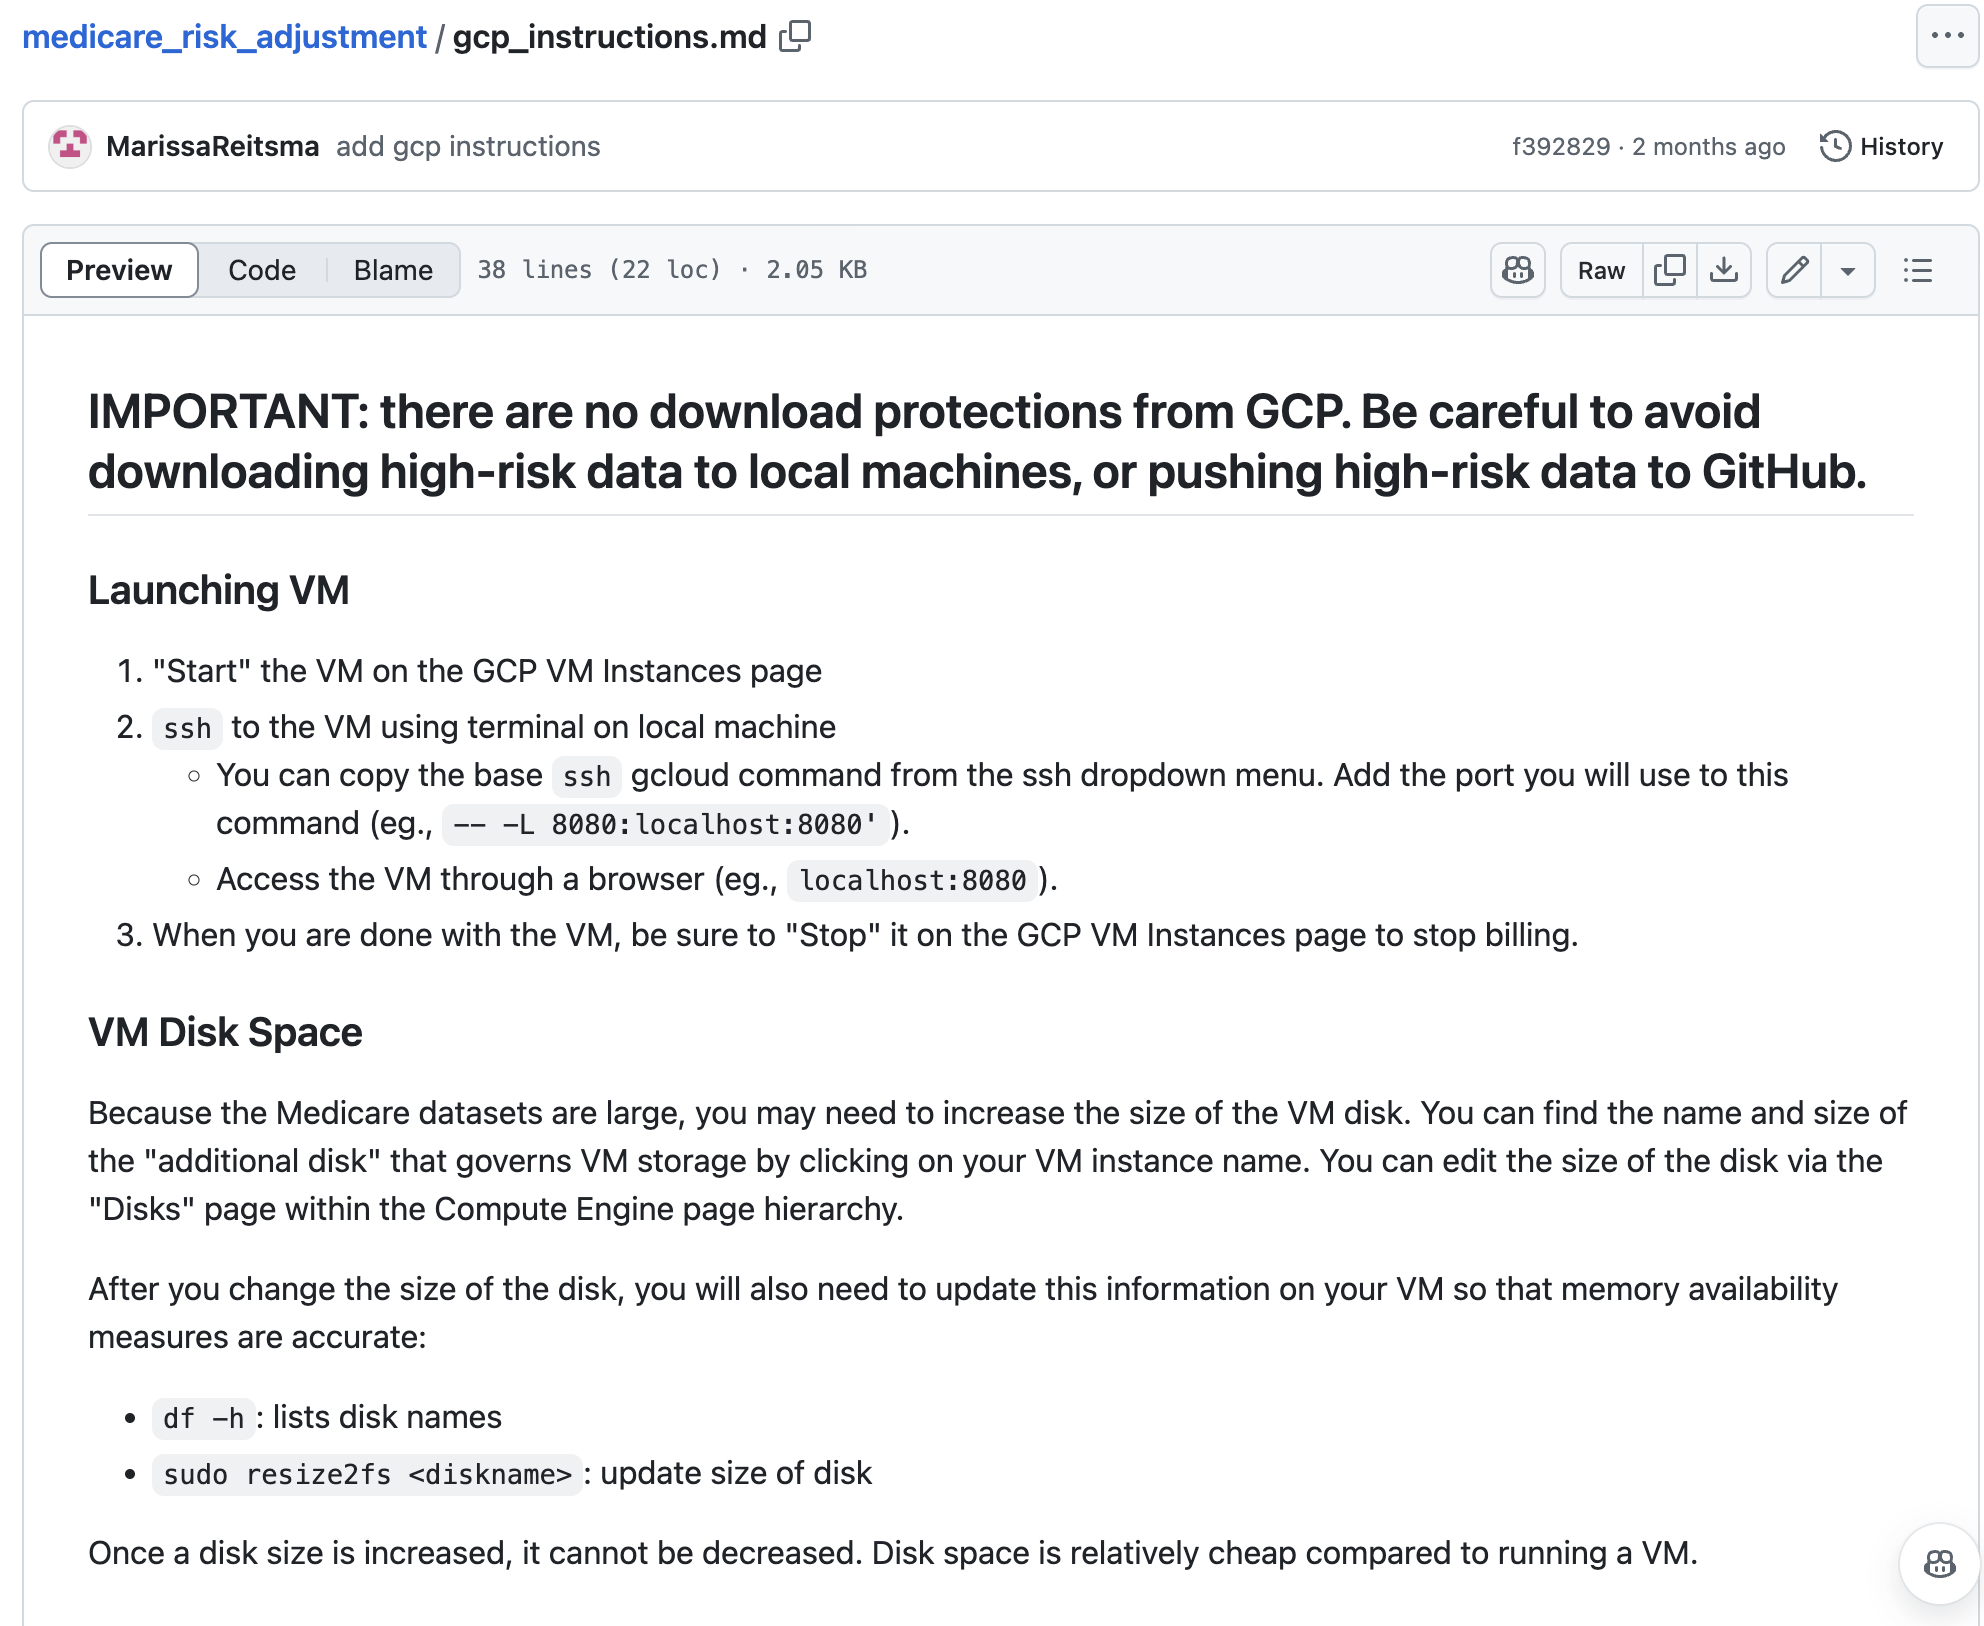 medicare_risk_adjustment / gcp_instructions.md
MarissaReitsma add gcp instructions f392829 · 2 months ago History
Preview Code Blame 38 lines (22 loc) · 2.05 KB Raw
IMPORTANT: there are no download protections from GCP. Be careful to avoid
downloading high-risk data to local machines, or pushing high-risk data to GitHub.
Launching VM
1. "Start" the VM on the GCP VM Instances page
2. ssh to the VM using terminal on local machine
○ You can copy the base ssh gcloud command from the ssh dropdown menu. Add the port you will use to this
command (eg., -- -L 8080:localhost:8080' ).
○ Access the VM through a browser (eg., localhost:8080 ).
3. When you are done with the VM, be sure to "Stop" it on the GCP VM Instances page to stop billing.
VM Disk Space
Because the Medicare datasets are large, you may need to increase the size of the VM disk. You can find the name and size of
the "additional disk" that governs VM storage by clicking on your VM instance name. You can edit the size of the disk via the
"Disks" page within the Compute Engine page hierarchy.
After you change the size of the disk, you will also need to update this information on your VM so that memory availability
measures are accurate:
• df -h : lists disk names
• sudo resize2fs <diskname> : update size of disk
Once a disk size is increased, it cannot be decreased. Disk space is relatively cheap compared to running a VM.